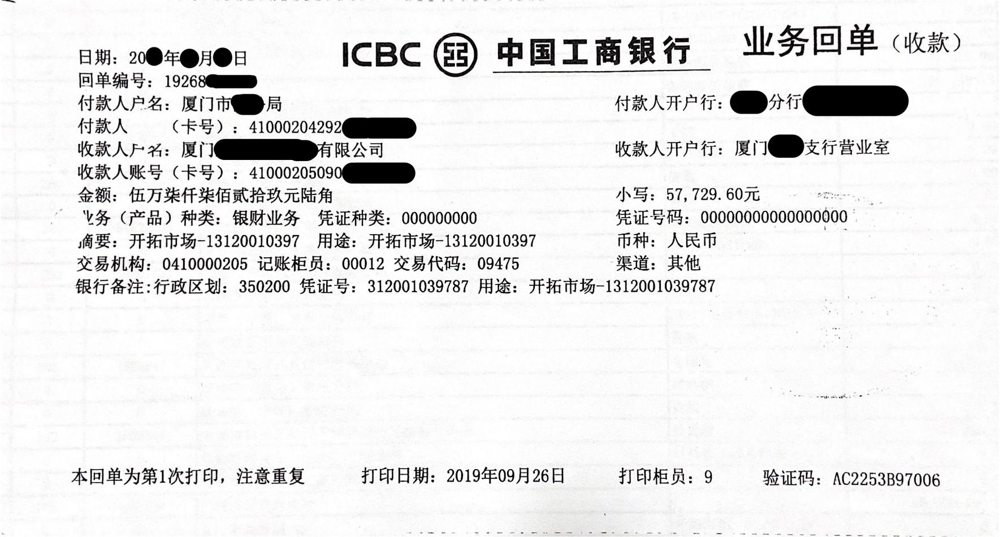 ICBC 中国工商银行 业务回单（收款）
日期：20 年 月 日
回单编号：19268
付款人户名：厦门市 局 付款人开户行： 分行
付款人 （卡号）：41000204292
收款人户名：厦门 有限公司 收款人开户行：厦门 支行营业室
收款人账号（卡号）：41000205090
金额：伍万柒仟柒佰贰拾玖元陆角 小写：57,729.60元
业务（产品）种类：银财业务 凭证种类：000000000 凭证号码：00000000000000000
摘要：开拓市场-13120010397 用途：开拓市场-13120010397 币种：人民币
交易机构：0410000205 记账柜员：00012 交易代码：09475 渠道：其他
银行备注:行政区划：350200 凭证号：312001039787 用途：开拓市场-1312001039787
本回单为第1次打印，注意重复 打印日期：2019年09月26日 打印柜员：9 验证码：AC2253B97006